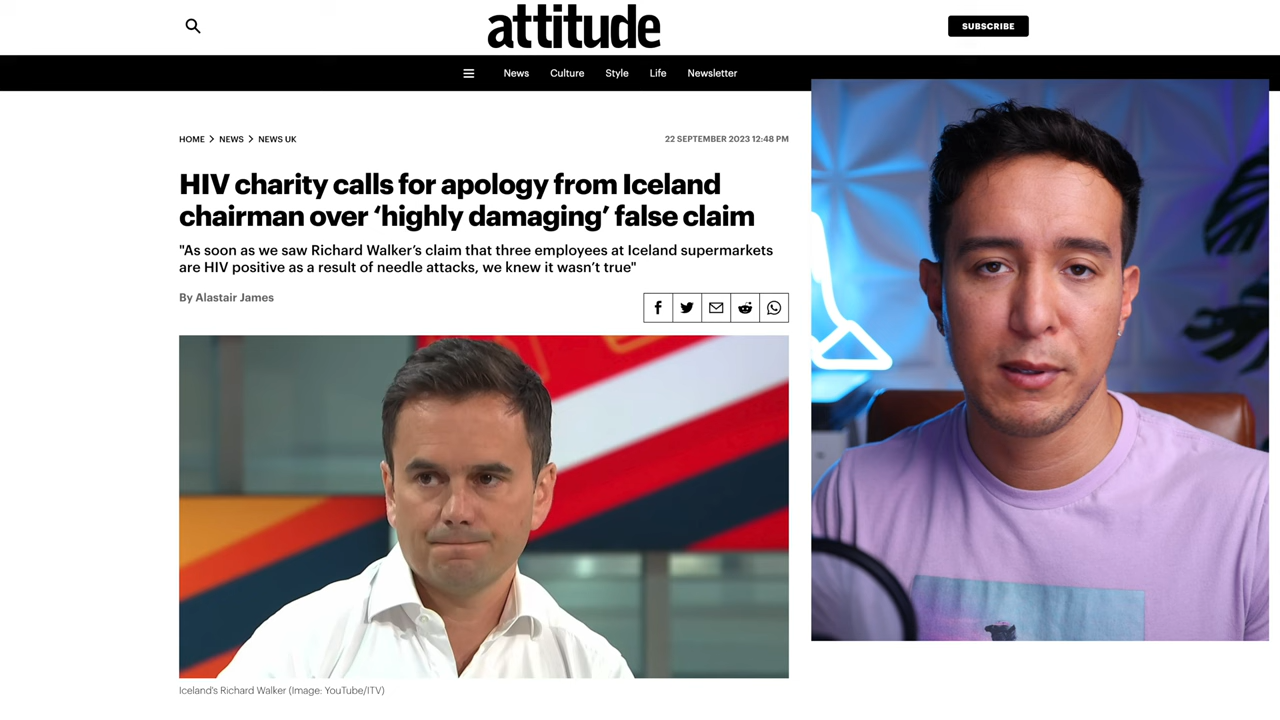 attitude
SUBSCRIBE
News Culture Style Life Newsletter
HOME > NEWS > NEWS UK
22 SEPTEMBER 2023 12:48 PM
HIV charity calls for apology from Iceland
chairman over ‘highly damaging’ false claim
"As soon as we saw Richard Walker’s claim that three employees at Iceland supermarkets
are HIV positive as a result of needle attacks, we knew it wasn’t true"
By Alastair James
Iceland's Richard Walker (Image: YouTube/ITV)